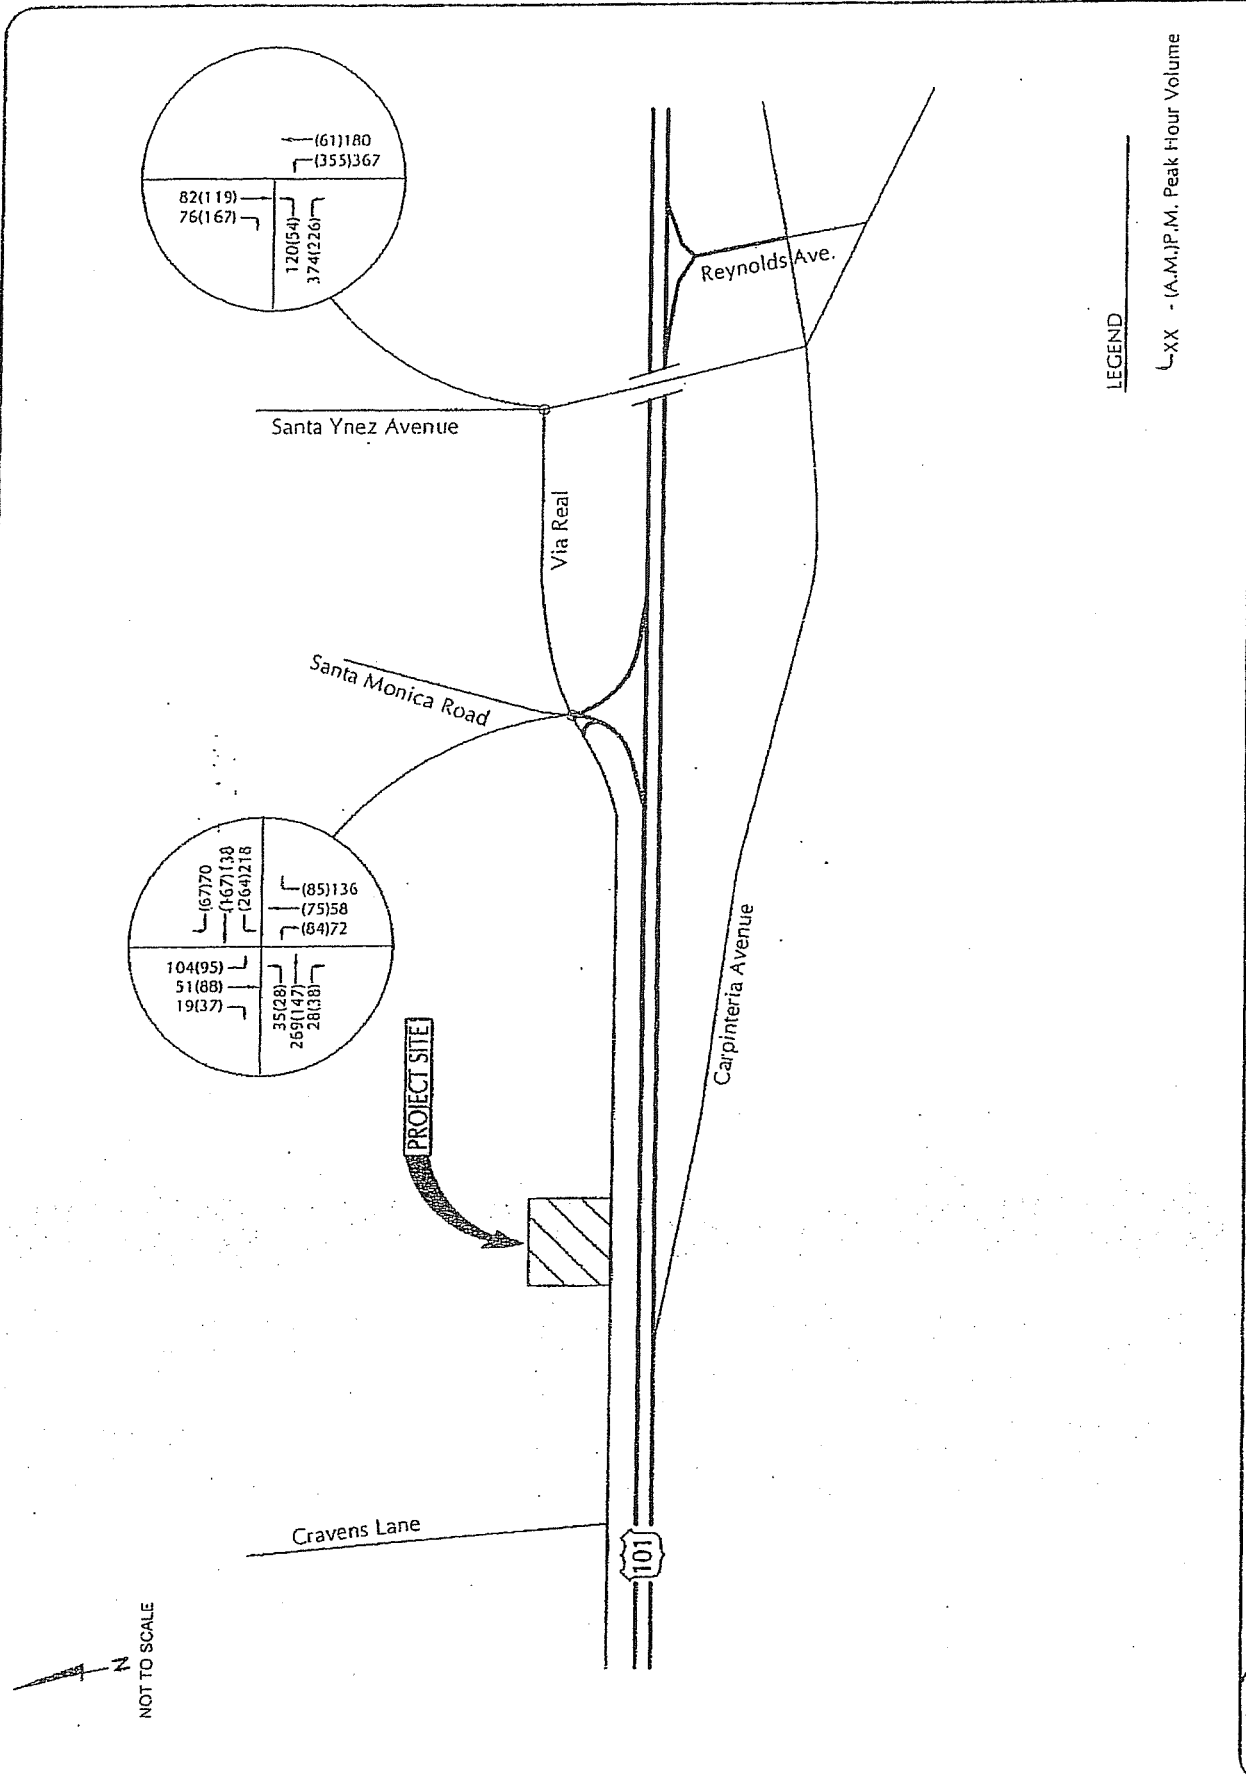 (61)180
(355)367
82(119)
76(167)
120(54)
374(226)
Reynolds Ave.
Santa Ynez Avenue
Via Real
Santa Monica Road
(67)70
(167)138
(264)218
(85)136
(75)58
(84)72
104(95)
51(88)
19(37)
35(28)
269(147)
28(38)
PROJECT SITE
Carpinteria Avenue
Cravens Lane
101
N
NOT TO SCALE
LEGEND
XX - (A.M.)P.M. Peak Hour Volume